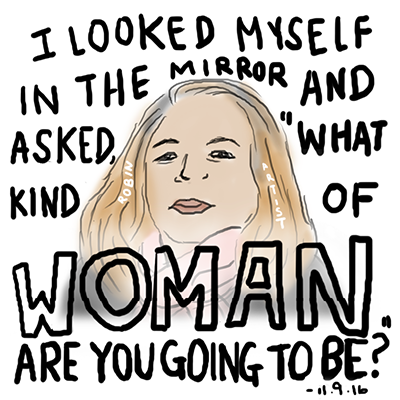 I LOOKED MYSELF
IN THE MIRROR AND
ASKED, "WHAT
KIND OF
ROBIN
ARTIST
WOMAN
ARE YOU GOING TO BE?"
-11.9.16